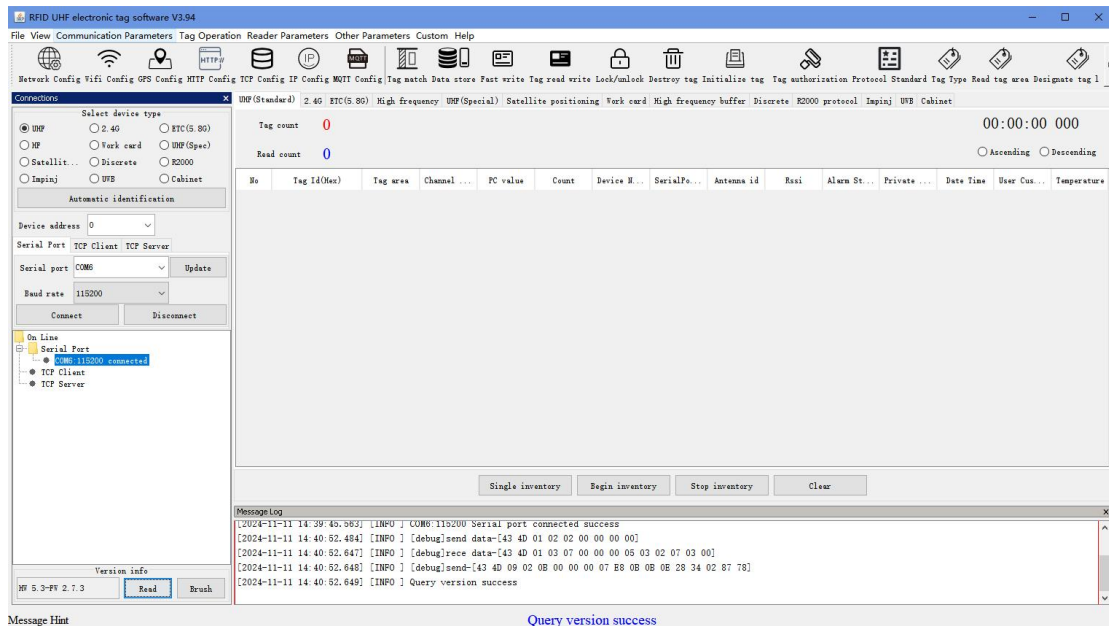 RFID UHF electronic tag software V3.94
File View Communication Parameters Tag Operation Reader Parameters Other Parameters Custom Help
HTTP://
IP
MQTT
Network Config Vifi Config GPS Config HTTP Config TCP Config IP Config MQTT Config Tag match Data store Fast write Tag read write Lock/unlock Destroy tag Initialize tag Tag authorization Protocol Standard Tag Type Read tag area Designate tag l
Connections x
Select device type
UHF 2.4G ETC(5.8G)
HF Work card UHF(Spec)
Satellit... Discrete R2000
Impinj UWB Cabinet
Automatic identification
Device address 0
Serial Port TCP Client TCP Server
Serial port COM6 Update
Baud rate 115200
Connect Disconnect
On Line
Serial Port
COM6:115200 connected
TCP Client
TCP Server
Version info
HW 5.3-FW 2.7.3 Read Brush
UHF(Standard) 2.4G ETC(5.8G) High frequency UHF(Special) Satellite positioning Work card High frequency buffer Discrete R2000 protocol Impinj UWB Cabinet
Tag count 0 00:00:00 000
Read count 0 Ascending Descending
No Tag Id(Hex) Tag area Channel ... PC value Count Device N... SerialPo... Antenna id Rssi Alarm St... Private ... Date Time User Cus... Temperature
Single inventory Begin inventory Stop inventory Clear
Message Log x
[2024-11-11 14:39:45.563] [INFO ] COM6:115200 Serial port connected success
[2024-11-11 14:40:52.484] [INFO ] [debug]send data-[43 4D 01 02 02 00 00 00 00]
[2024-11-11 14:40:52.647] [INFO ] [debug]rece data-[43 4D 01 03 07 00 00 00 05 03 02 07 03 00]
[2024-11-11 14:40:52.648] [INFO ] [debug]send-[43 4D 09 02 0B 00 00 00 07 E8 0B 0B 0E 28 34 02 87 78]
[2024-11-11 14:40:52.649] [INFO ] Query version success
Message Hint Query version success